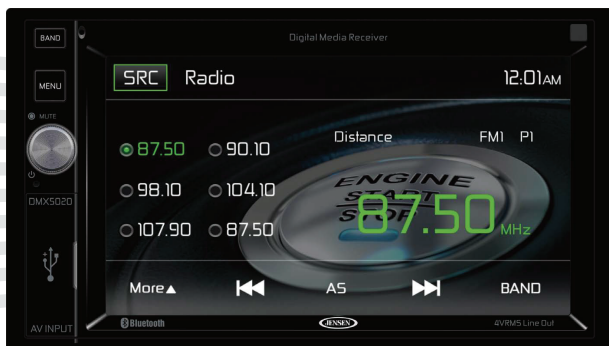 BAND
Digital Media Receiver
MENU
SRC Radio 12:01AM
MUTE
Distance FM1 P1
87.50 90.10
98.10 104.10
107.90 87.50
ENGINE
START
STOP
87.50 MHz
DMX5020
More▲ AS BAND
AV INPUT
Bluetooth JENSEN 4VRMS Line Out